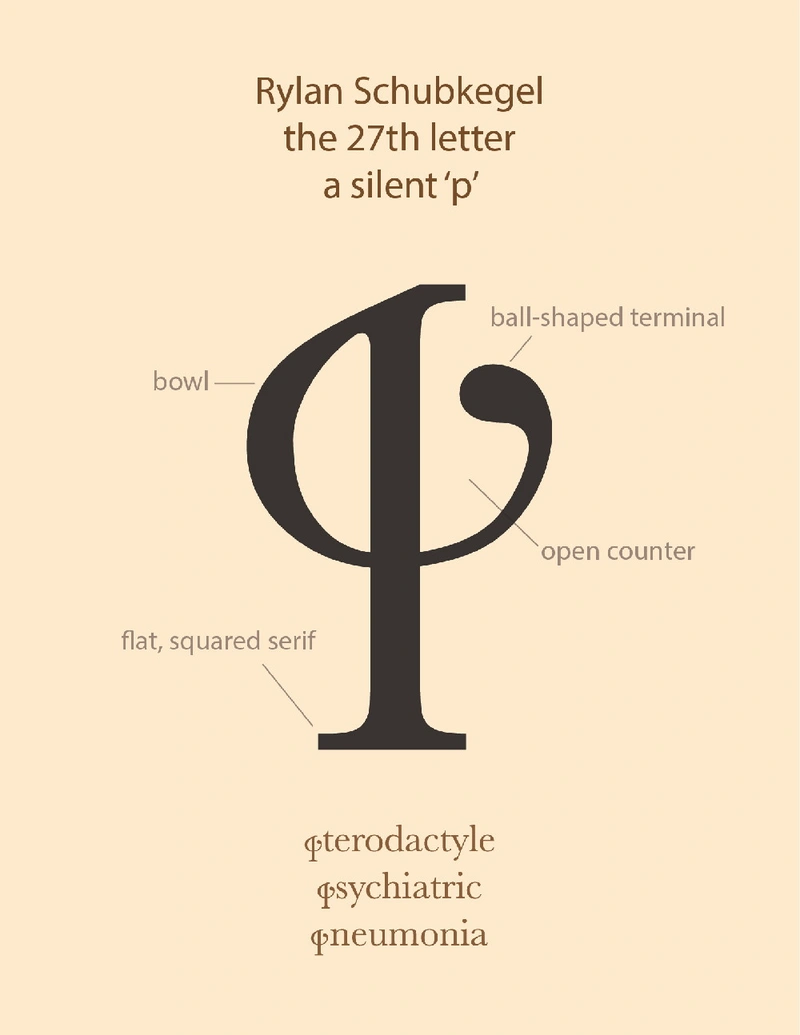 Rylan Schubkegel
the 27th letter
a silent ‘p’
ball-shaped terminal
bowl
open counter
flat, squared serif
φterodactyle
φsychiatric
φneumonia